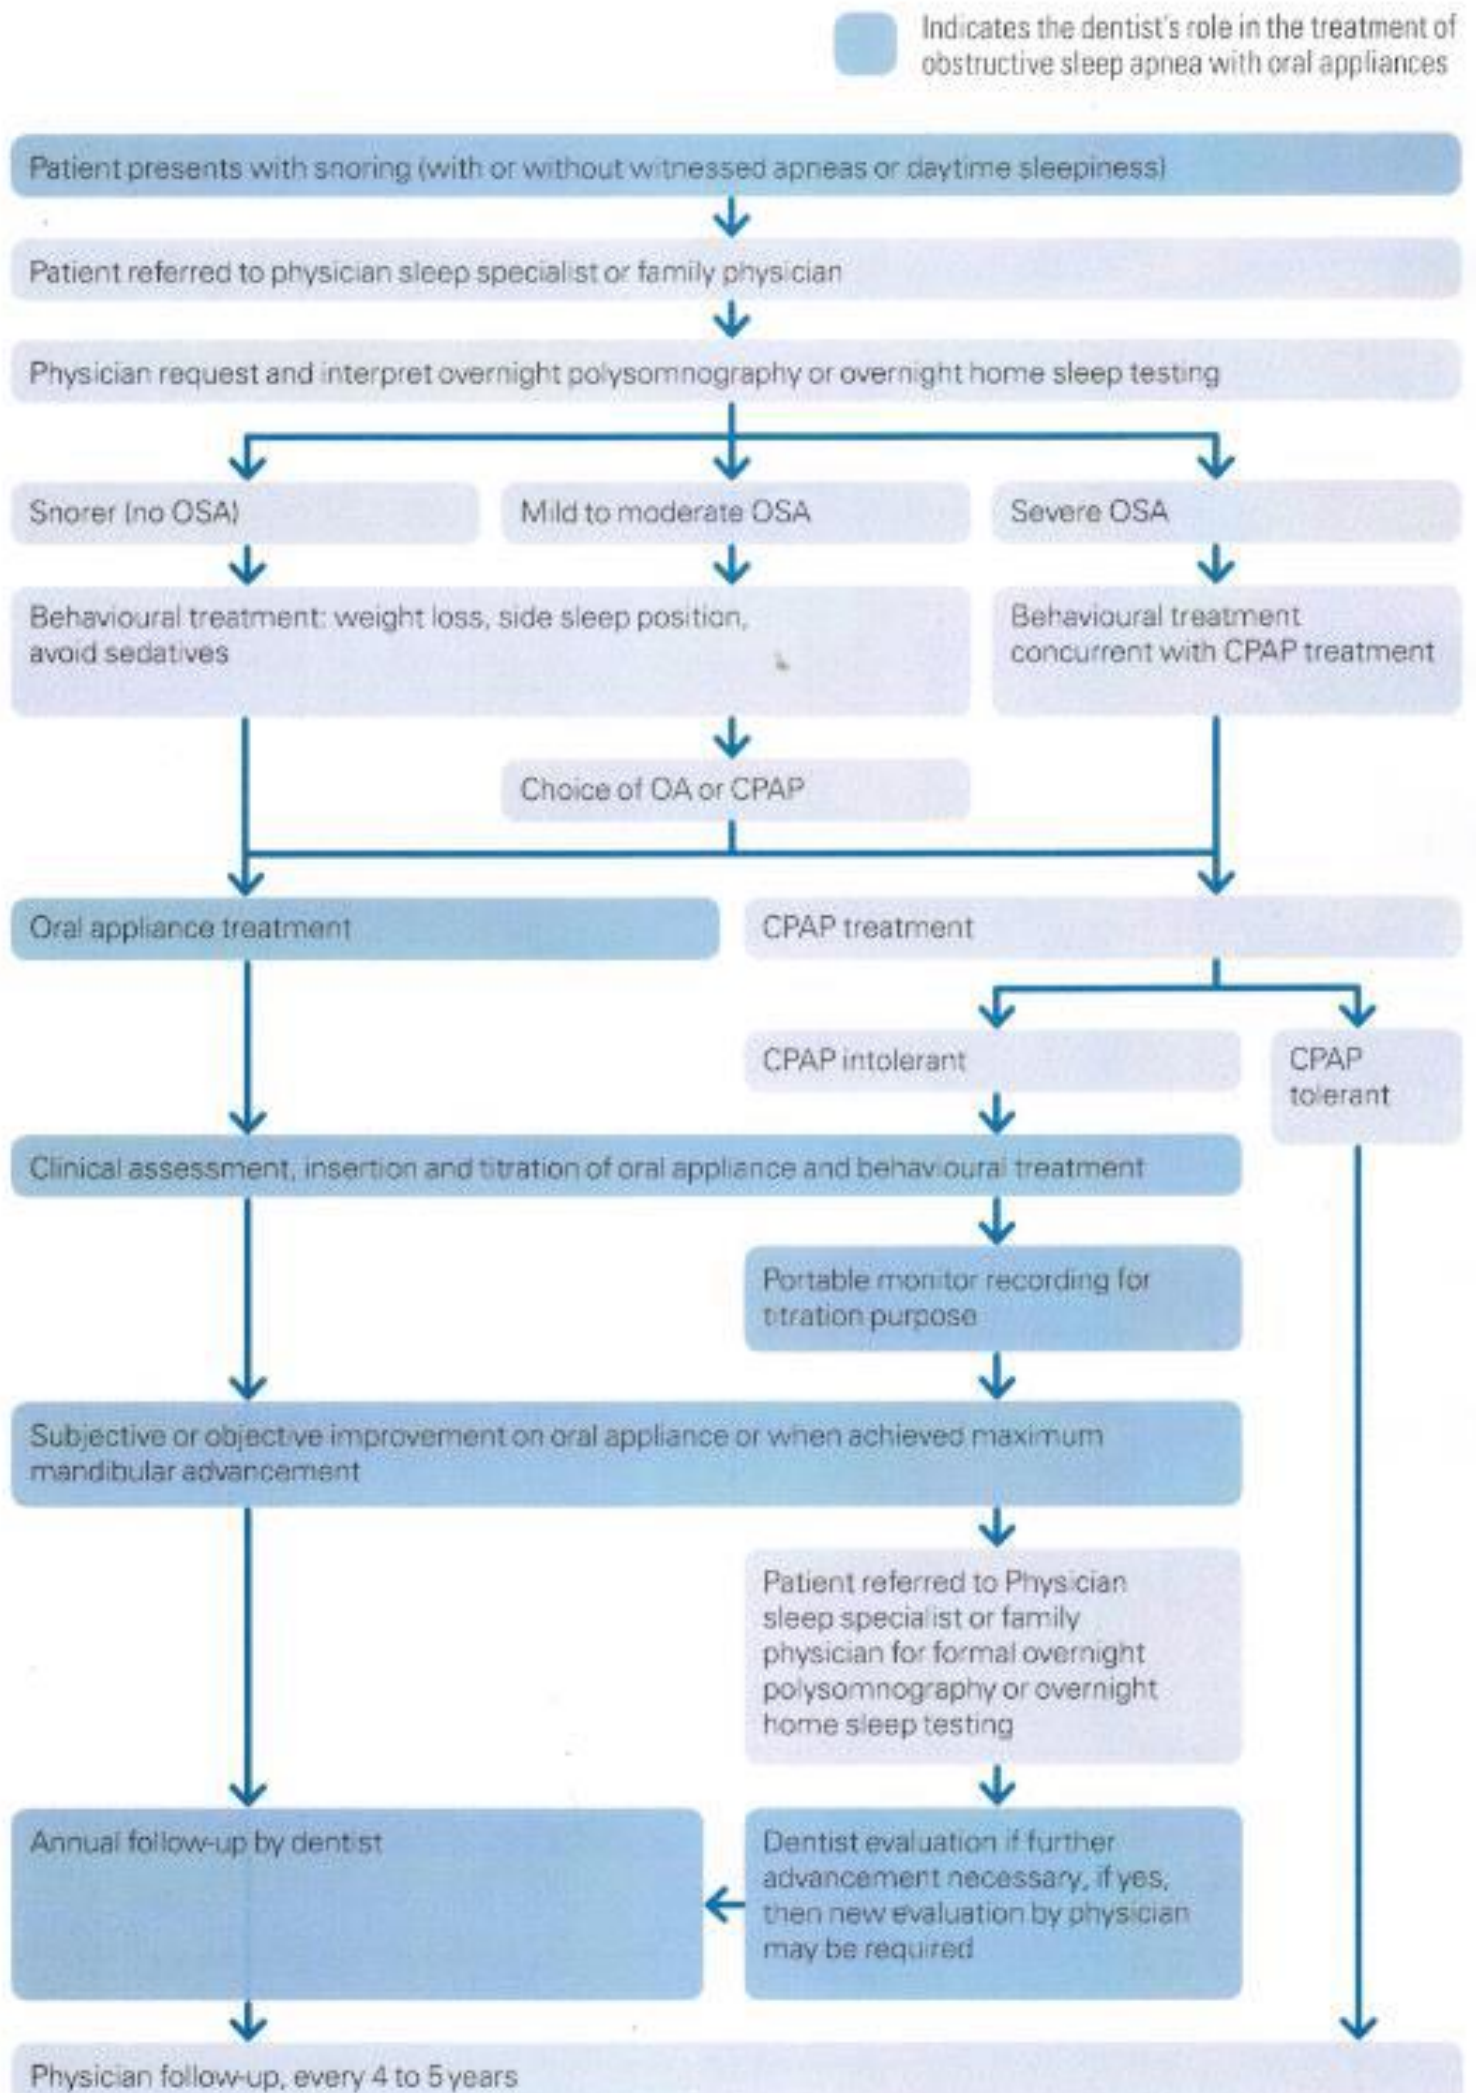 Indicates the dentist's role in the treatment of
obstructive sleep apnea with oral appliances
Patient presents with snoring (with or without witnessed apneas or daytime sleepiness)
Patient referred to physician sleep specialist or family physician
Physician request and interpret overnight polysomnography or overnight home sleep testing
Snorer (no OSA)
Mild to moderate OSA
Severe OSA
Behavioural treatment: weight loss, side sleep position,
avoid sedatives
Behavioural treatment
concurrent with CPAP treatment
Choice of OA or CPAP
Oral appliance treatment
CPAP treatment
CPAP intolerant
CPAP
tolerant
Clinical assessment, insertion and titration of oral appliance and behavioural treatment
Portable monitor recording for
titration purpose
Subjective or objective improvement on oral appliance or when achieved maximum
mandibular advancement
Patient referred to Physician
sleep specialist or family
physician for formal overnight
polysomnography or overnight
home sleep testing
Annual follow-up by dentist
Dentist evaluation if further
advancement necessary, if yes,
then new evaluation by physician
may be required
Physician follow-up, every 4 to 5 years